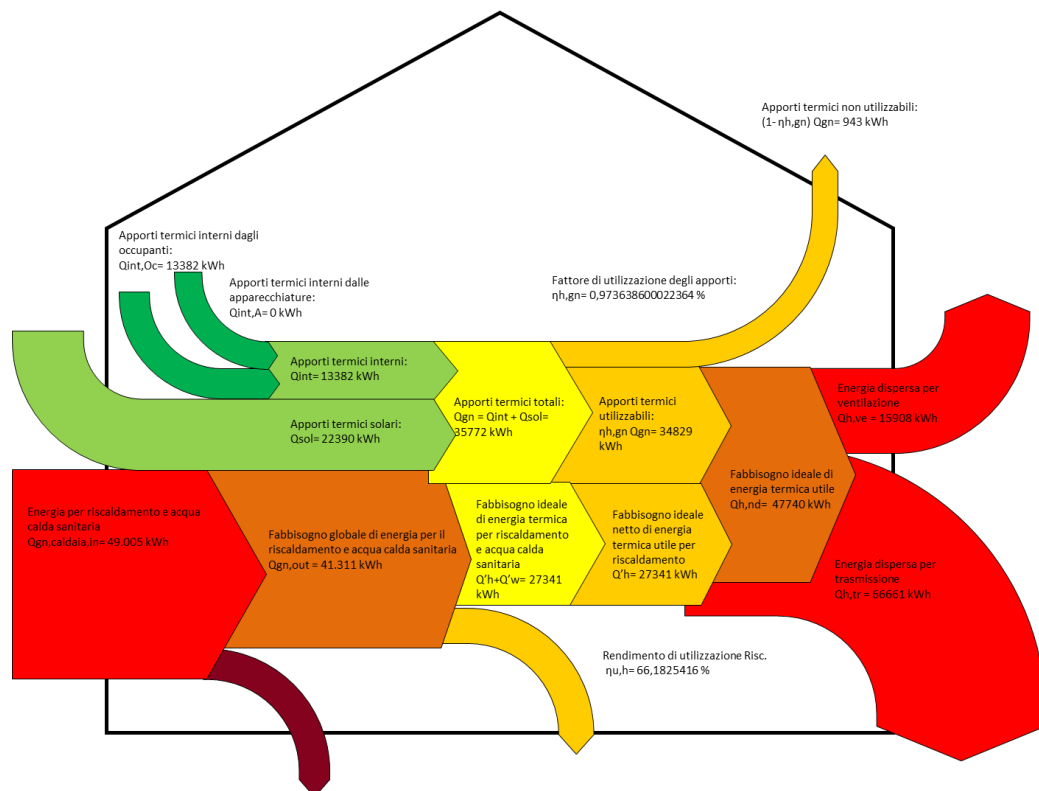 Apporti termici non utilizzabili:
(1- ηh,gn) Qgn= 943 kWh
Apporti termici interni dagli
occupanti:
Qint,Oc= 13382 kWh
Apporti termici interni dalle
apparecchiature:
Qint,A= 0 kWh
Fattore di utilizzazione degli apporti:
ηh,gn= 0,973638600022364 %
Apporti termici interni:
Qint= 13382 kWh
Apporti termici solari:
Qsol= 22390 kWh
Apporti termici totali:
Qgn = Qint + Qsol=
35772 kWh
Apporti termici
utilizzabili:
ηh,gn Qgn= 34829
kWh
Energia dispersa per
ventilazione
Qh,ve = 15908 kWh
Fabbisogno ideale di
energia termica utile
Qh,nd= 47740 kWh
Energia per riscaldamento e acqua
calda sanitaria
Qgn,caldaia,in= 49.005 kWh
Fabbisogno globale di energia per il
riscaldamento e acqua calda sanitaria
Qgn,out = 41.311 kWh
Fabbisogno ideale
di energia termica
per riscaldamento
e acqua calda
sanitaria
Q'h+Q'w= 27341
kWh
Fabbisogno ideale
netto di energia
termica utile per
riscaldamento
Q'h= 27341 kWh
Energia dispersa per
trasmissione
Qh,tr = 66661 kWh
Rendimento di utilizzazione Risc.
ηu,h= 66,1825416 %